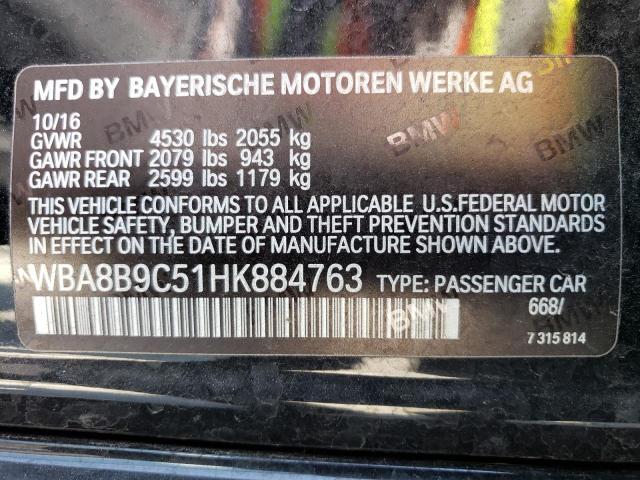 MFD BY BAYERISCHE MOTOREN WERKE AG
10/16
GVWR 4530 lbs 2055 kg
GAWR FRONT 2079 lbs 943 kg
GAWR REAR 2599 lbs 1179 kg
THIS VEHICLE CONFORMS TO ALL APPLICABLE U.S.FEDERAL MOTOR
VEHICLE SAFETY, BUMPER AND THEFT PREVENTION STANDARDS
IN EFFECT ON THE DATE OF MANUFACTURE SHOWN ABOVE.
WBA8B9C51HK884763 TYPE: PASSENGER CAR
668/
7 315 814